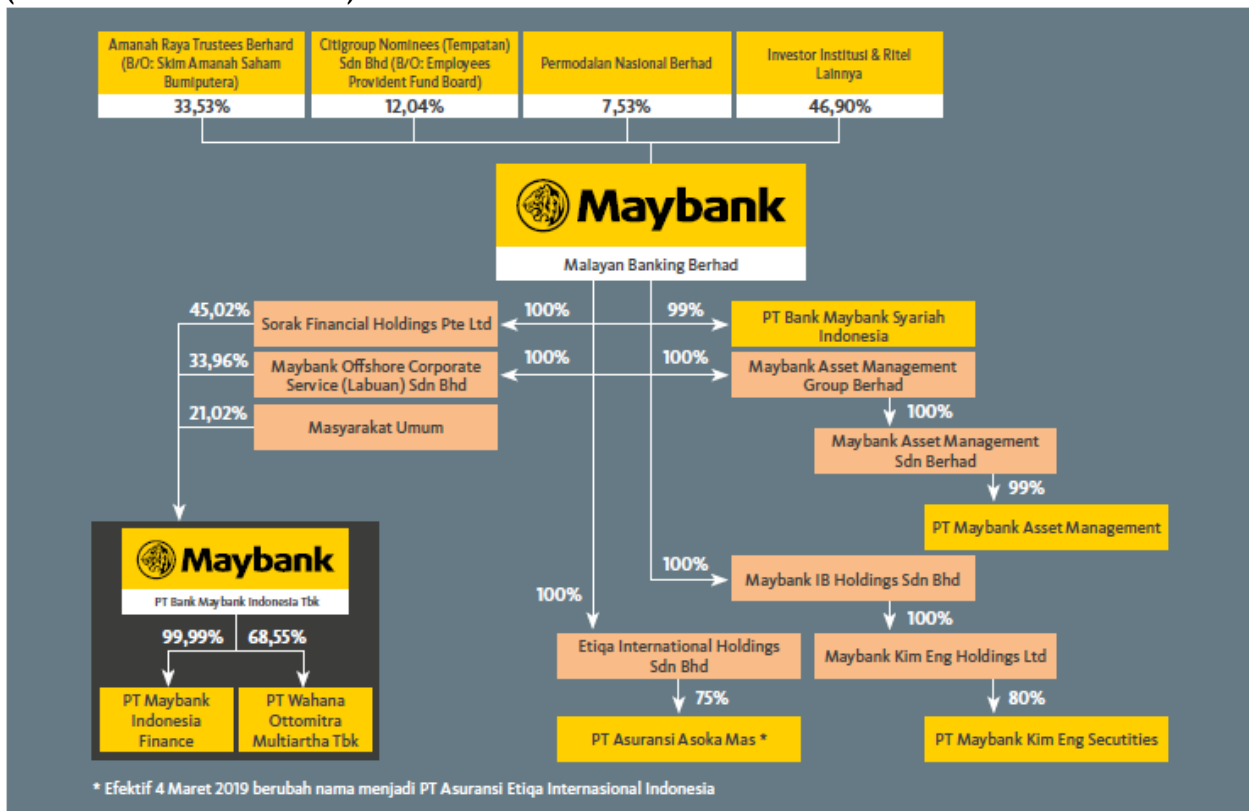 Amanah Raya Trustees Berhard
(B/O: Skim Amanah Saham
Bumiputera)
33,53%
Citigroup Nominees (Tempatan)
Sdn Bhd (B/O: Employees
Provident Fund Board)
12,04%
Permodalan Nasional Berhad
7,53%
Investor Institusi & Ritel
Lainnya
46,90%
Maybank
Malayan Banking Berhad
45,02%
Sorak Financial Holdings Pte Ltd
100%
99%
PT Bank Maybank Syariah
Indonesia
33,96%
Maybank Offshore Corporate
Service (Labuan) Sdn Bhd
100%
100%
Maybank Asset Management
Group Berhad
21,02%
Masyarakat Umum
100%
Maybank Asset Management
Sdn Berhad
99%
PT Maybank Asset Management
Maybank
PT Bank Maybank Indonesia Tbk
99,99%
68,55%
PT Maybank
Indonesia
Finance
PT Wahana
Ottomitra
Multiartha Tbk
100%
Maybank IB Holdings Sdn Bhd
100%
100%
Etiqa International Holdings
Sdn Bhd
Maybank Kim Eng Holdings Ltd
75%
80%
PT Asuransi Asoka Mas *
PT Maybank Kim Eng Secutities
* Efektif 4 Maret 2019 berubah nama menjadi PT Asuransi Etiqa Internasional Indonesia